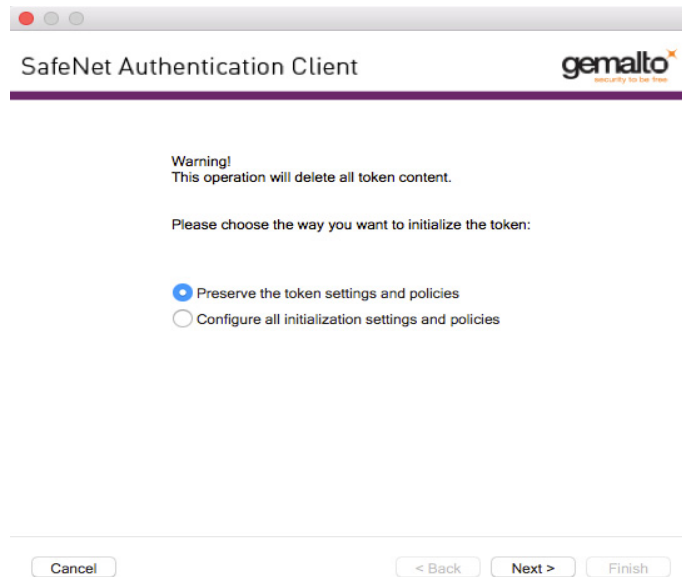 SafeNet Authentication Client
gemalto
security to be free
Warning!
This operation will delete all token content.
Please choose the way you want to initialize the token:
Preserve the token settings and policies
Configure all initialization settings and policies
Cancel
< Back
Next >
Finish